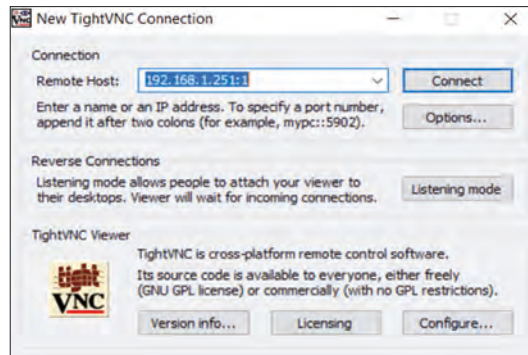 New TightVNC Connection
Connection
Remote Host: 192.168.1.251:1 Connect
Enter a name or an IP address. To specify a port number,
append it after two colons (for example, mypc::5902).
Options...
Reverse Connections
Listening mode allows people to attach your viewer to
their desktops. Viewer will wait for incoming connections.
Listening mode
TightVNC Viewer
TightVNC is cross-platform remote control software.
Its source code is available to everyone, either freely
(GNU GPL license) or commercially (with no GPL restrictions).
tight
VNC
Version info... Licensing Configure...